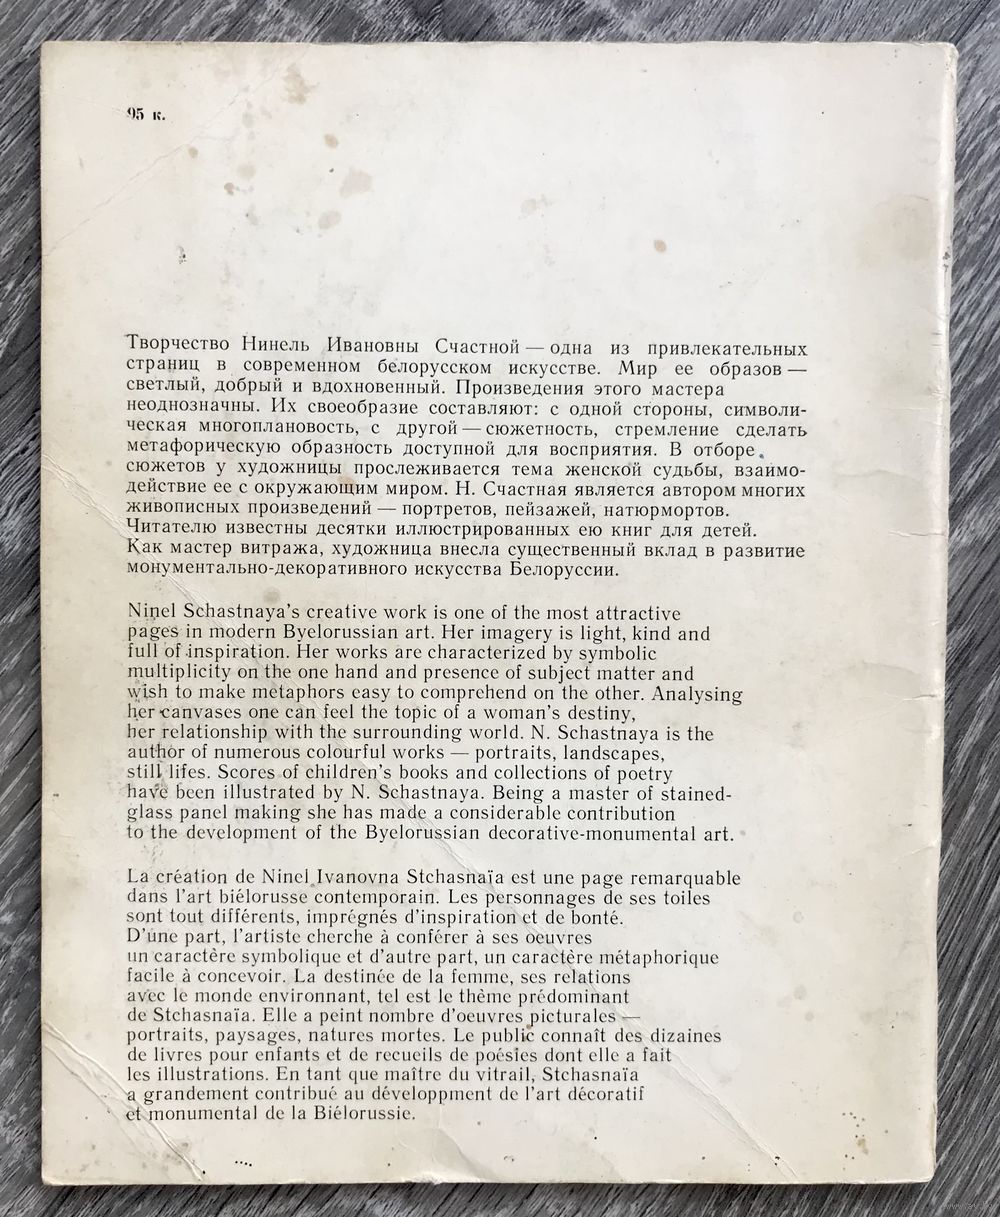 95 к.
Творчество Нинель Ивановны Счастной — одна из привлекательных
страниц в современном белорусском искусстве. Мир ее образов —
светлый, добрый и вдохновенный. Произведения этого мастера
неоднозначны. Их своеобразие составляют: с одной стороны, символи-
ческая многоплановость, с другой — сюжетность, стремление сделать
метафорическую образность доступной для восприятия. В отборе
сюжетов у художницы прослеживается тема женской судьбы, взаимо-
действие ее с окружающим миром. Н. Счастная является автором многих
живописных произведений — портретов, пейзажей, натюрмортов.
Читателю известны десятки иллюстрированных ею книг для детей.
Как мастер витража, художница внесла существенный вклад в развитие
монументально-декоративного искусства Белоруссии.
Ninel Schastnaya's creative work is one of the most attractive
pages in modern Byelorussian art. Her imagery is light, kind and
full of inspiration. Her works are characterized by symbolic
multiplicity on the one hand and presence of subject matter and
wish to make metaphors easy to comprehend on the other. Analysing
her canvases one can feel the topic of a woman's destiny,
her relationship with the surrounding world. N. Schastnaya is the
author of numerous colourful works — portraits, landscapes,
still lifes. Scores of children's books and collections of poetry
have been illustrated by N. Schastnaya. Being a master of stained-
glass panel making she has made a considerable contribution
to the development of the Byelorussian decorative-monumental art.
La création de Ninel Ivanovna Stchasnaïa est une page remarquable
dans l'art biélorusse contemporain. Les personnages de ses toiles
sont tout différents, imprégnés d'inspiration et de bonté.
D'une part, l'artiste cherche à conférer à ses oeuvres
un caractère symbolique et d'autre part, un caractère métaphorique
facile à concevoir. La destinée de la femme, ses relations
avec le monde environnant, tel est le thème prédominant
de Stchasnaïa. Elle a peint nombre d'oeuvres picturales —
portraits, paysages, natures mortes. Le public connaît des dizaines
de livres pour enfants et de recueils de poésies dont elle a fait
les illustrations. En tant que maître du vitrail, Stchasnaïa
a grandement contribué au développment de l'art décoratif
et monumental de la Biélorussie.